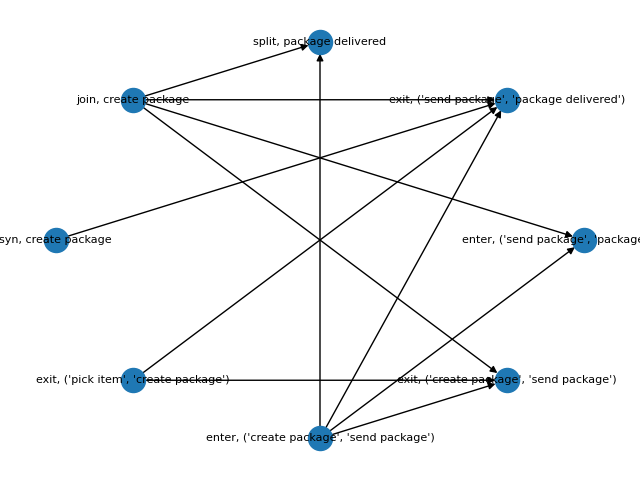 split, package delivered
join, create package
exit, ('send package', 'package delivered')
syn, create package
enter, ('send package', 'package
exit, ('pick item', 'create package')
exit, ('create package', 'send package')
enter, ('create package', 'send package')